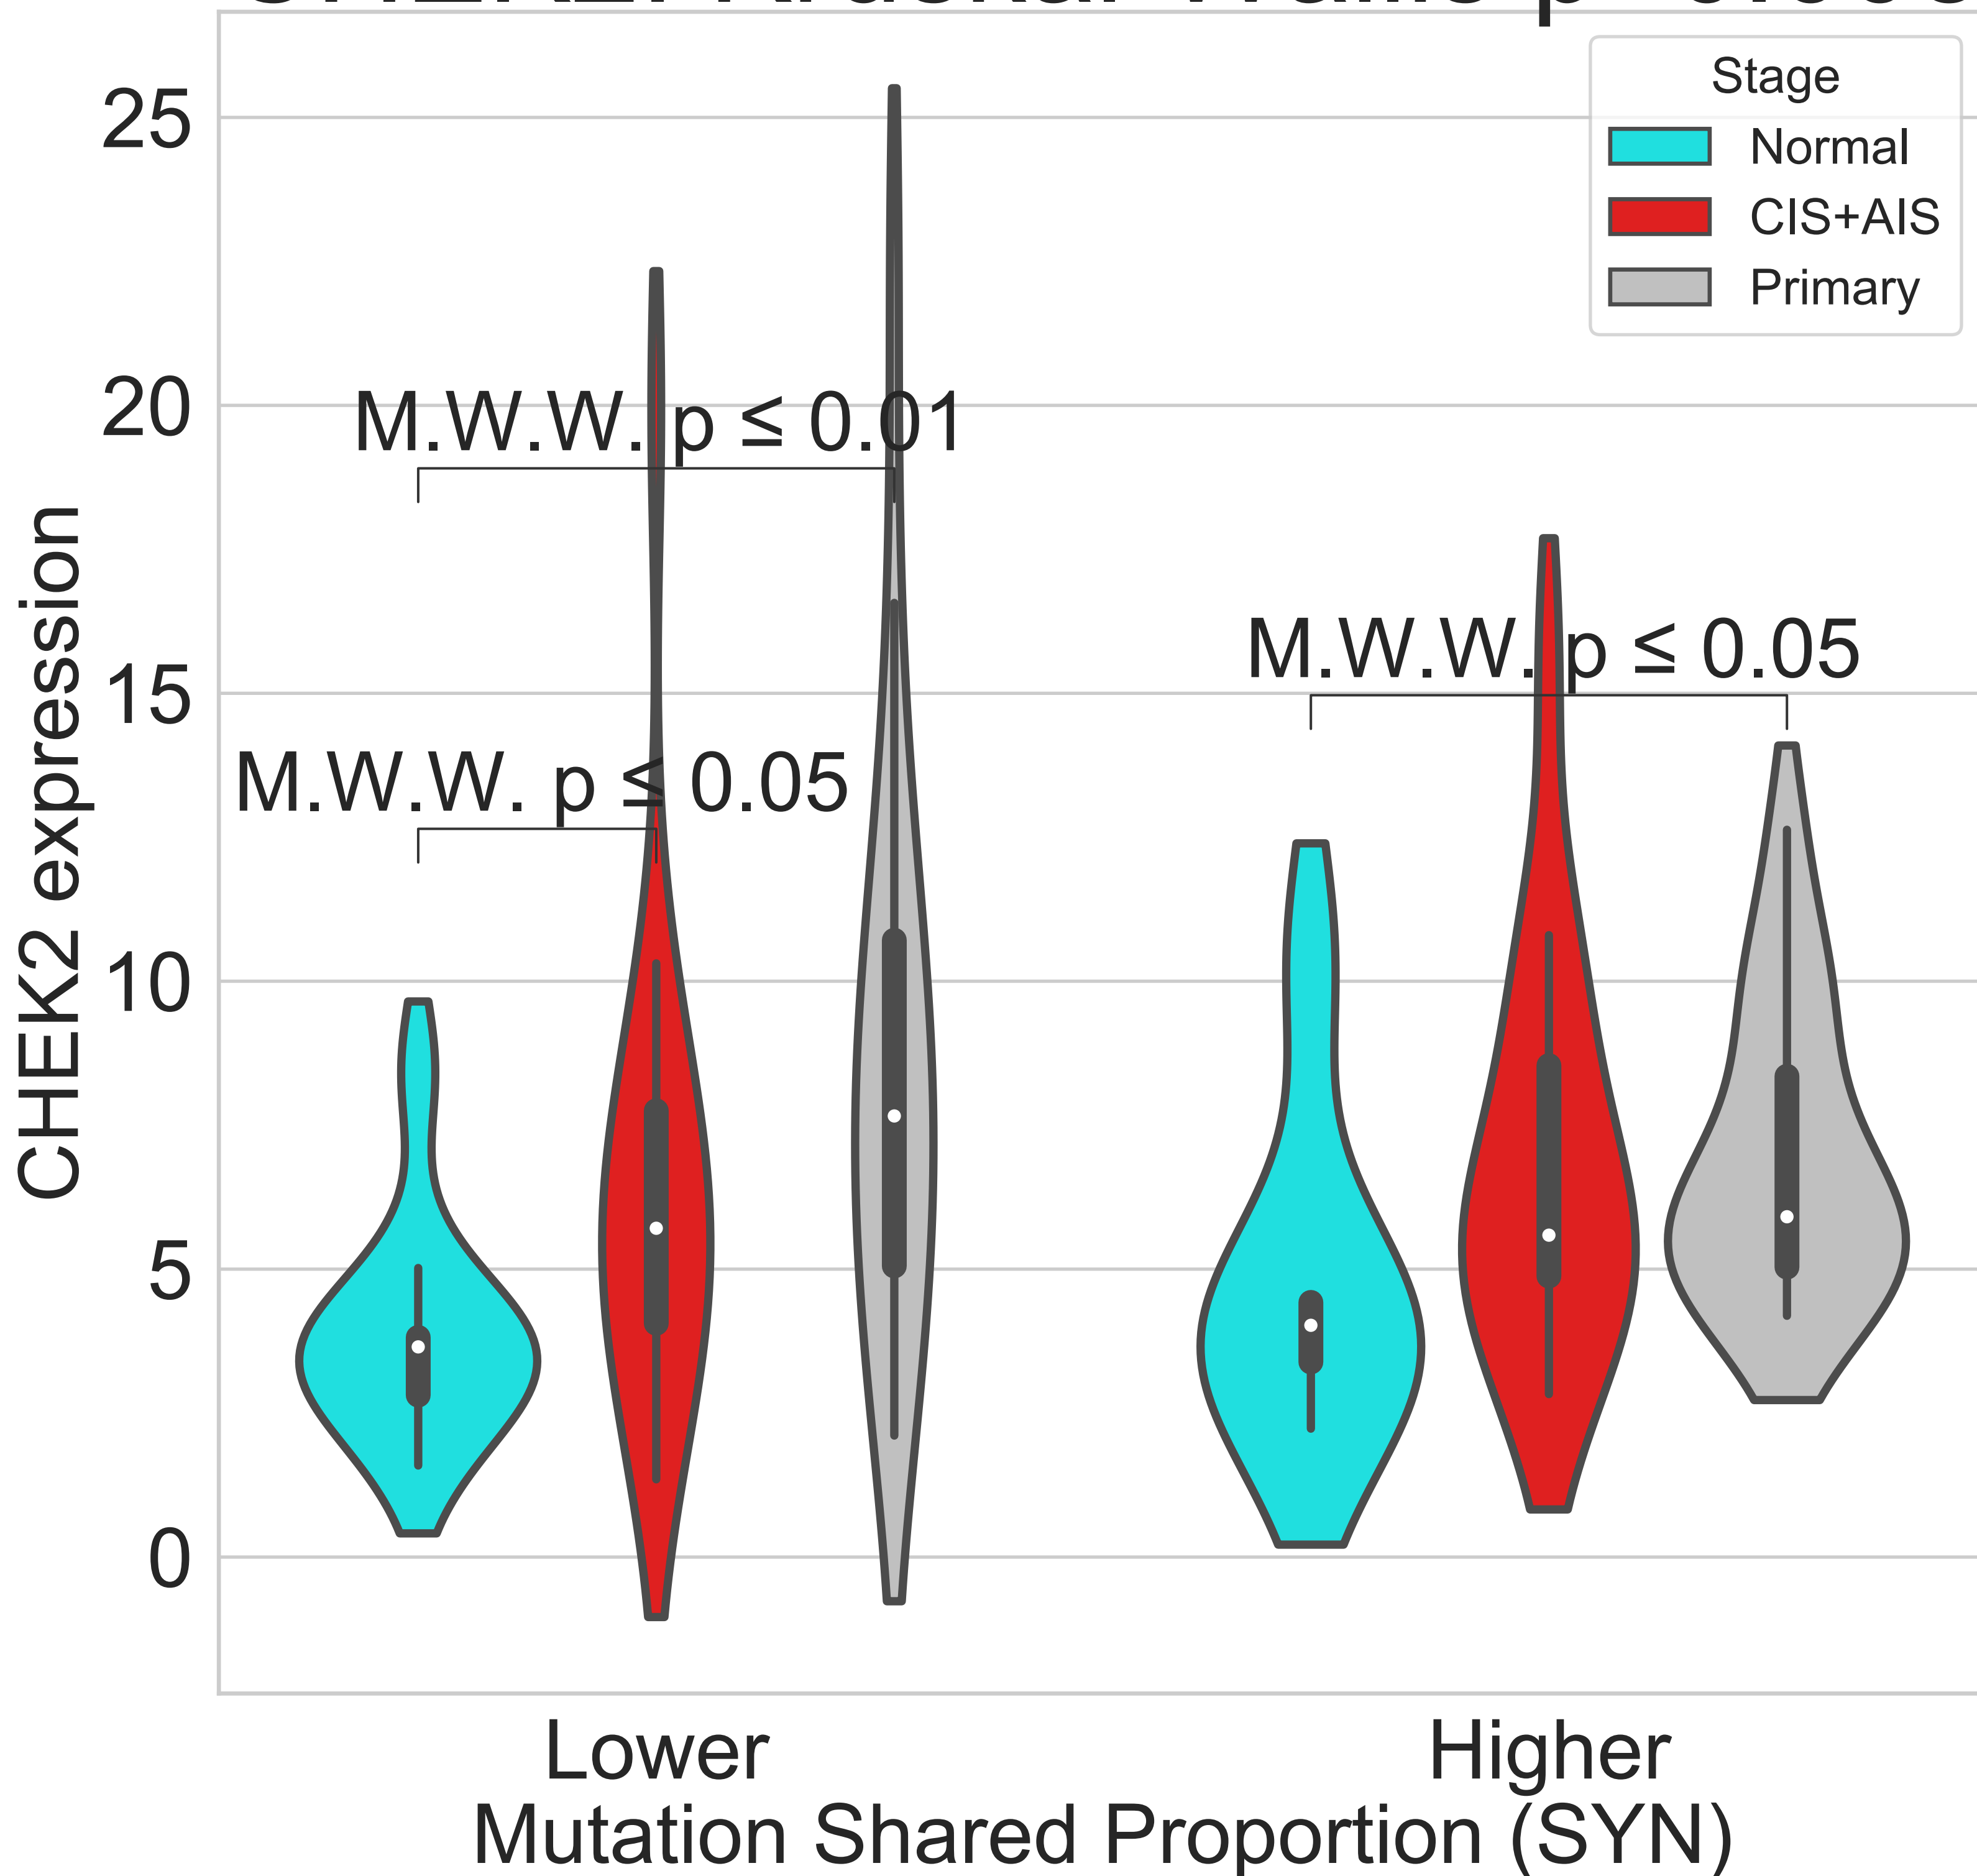 Stage
Normal
CIS+AIS
Primary
25
20
15
10
5
0
CHEK2 expression
M.W.W. p ≤ 0.01
M.W.W. p ≤ 0.05
M.W.W. p ≤ 0.05
Lower
Higher
Mutation Shared Proportion (SYN)